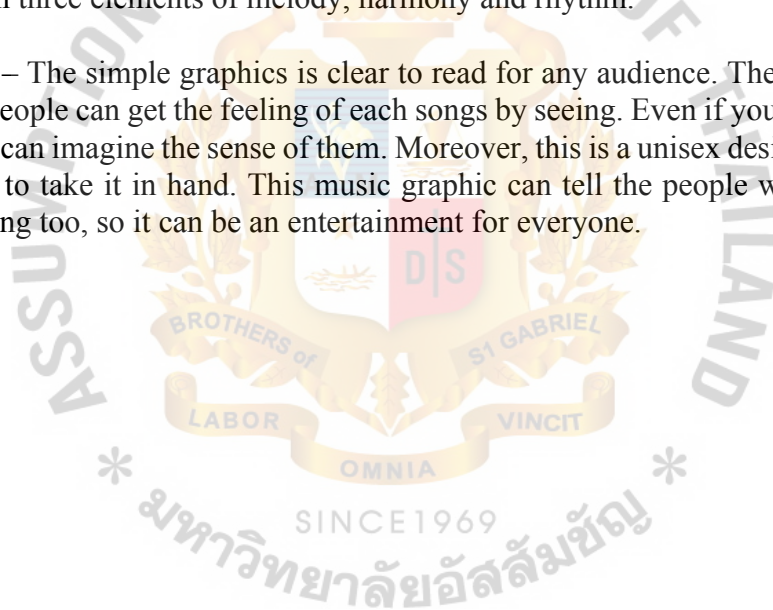 three elements of melody, harmony and rhythm.
– The simple graphics is clear to read for any audience. The
eople can get the feeling of each songs by seeing. Even if you
can imagine the sense of them. Moreover, this is a unisex desi
to take it in hand. This music graphic can tell the people w
ng too, so it can be an entertainment for everyone.
ASSUMPTION
OF
THAILAND
D S
BROTHERS of
ST GABRIEL
LABOR
VINCIT
OMNIA
* *
SINCE1969
มหาวิทยาลัยอัสสัมชัญ